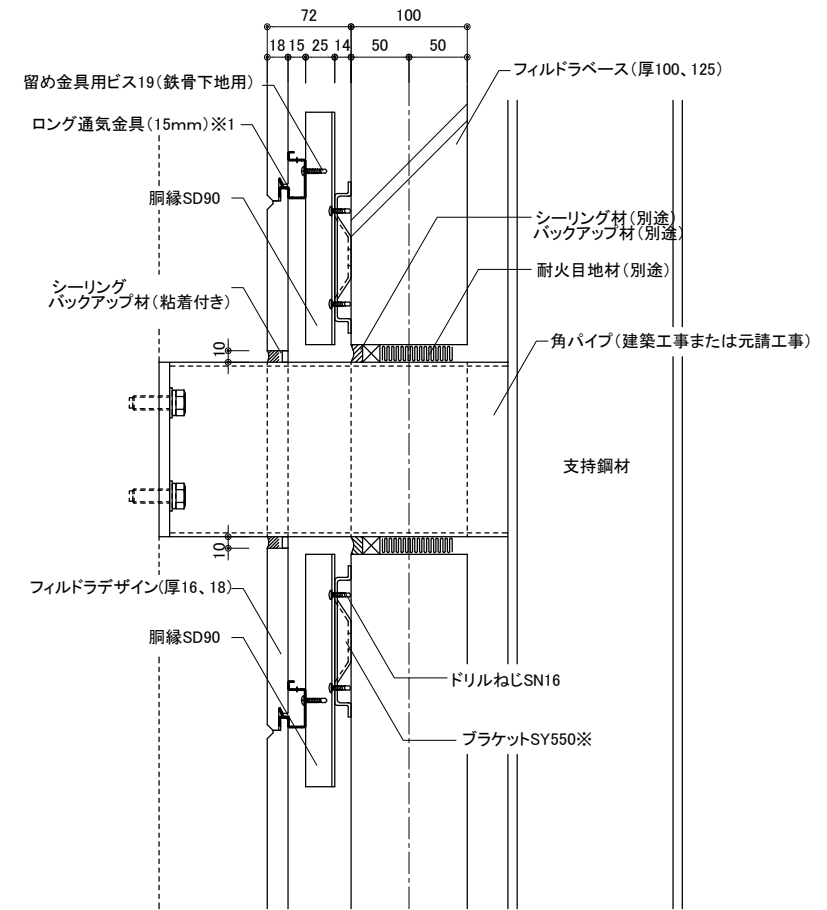 72 100
18 15 25 14 50 50
留め金具用ビス19(鉄骨下地用)
フィルドラベース(厚100、125)
ロング通気金具(15mm)※1
胴縁SD90
シーリング材(別途)
バックアップ材(別途)
耐火目地材(別途)
シーリング
バックアップ材(粘着付き)
10
角パイプ(建築工事または元請工事)
支持鋼材
10
フィルドラデザイン(厚16、18)
胴縁SD90
ドリルねじSN16
ブラケットSY550※